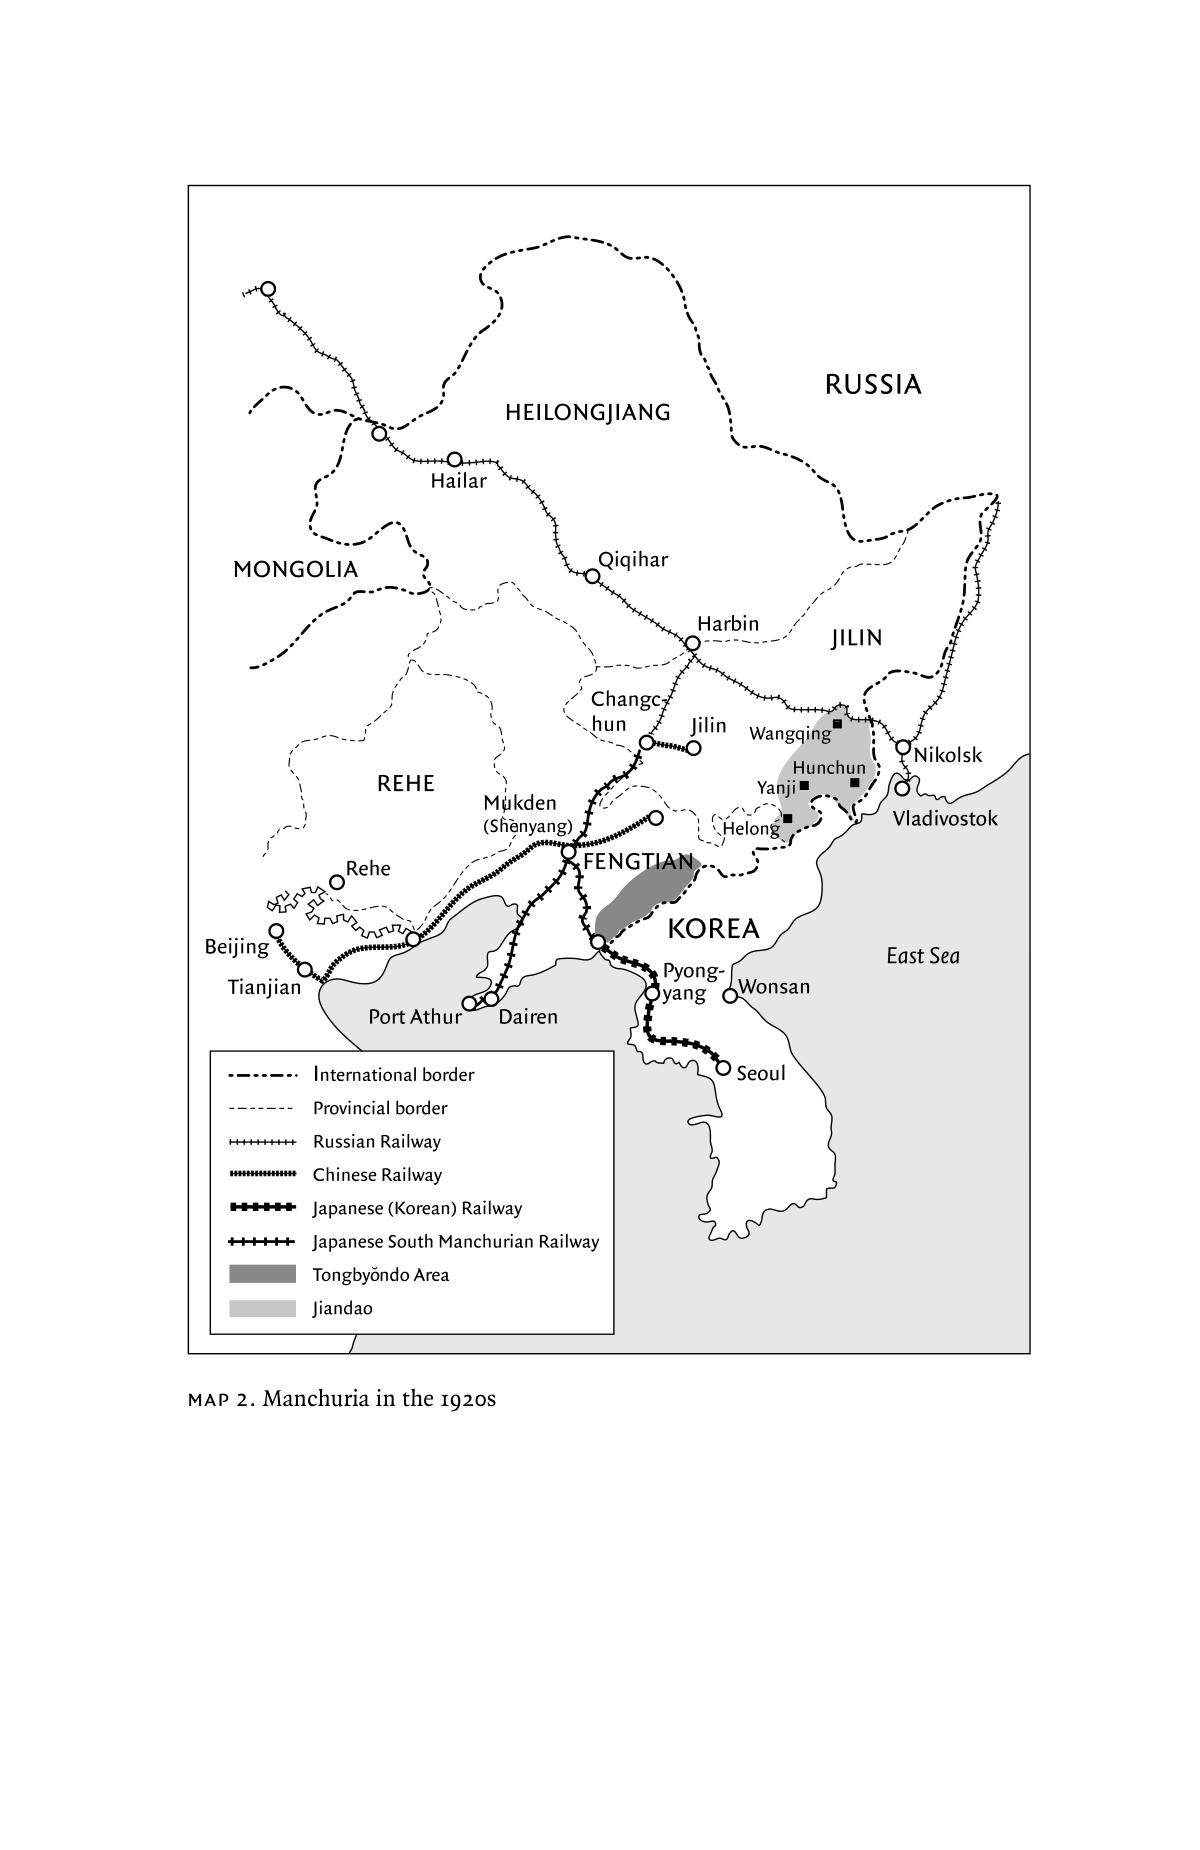 RUSSIA
HEILONGJIANG
Hailar
Qiqihar
MONGOLIA
Harbin
JILIN
Changc-
hun
Jilin
Wangqing
Nikolsk
Hunchun
Yanji
REHE
Mukden
(Shenyang)
Vladivostok
Helong
FENGTIAN
Rehe
KOREA
Beijing
East Sea
Pyong-
yang
Tianjian
Wonsan
Port Athur
Dairen
Seoul
International border
Provincial border
Russian Railway
Chinese Railway
Japanese (Korean) Railway
Japanese South Manchurian Railway
Tongbyŏndo Area
Jiandao
MAP 2. Manchuria in the 1920s